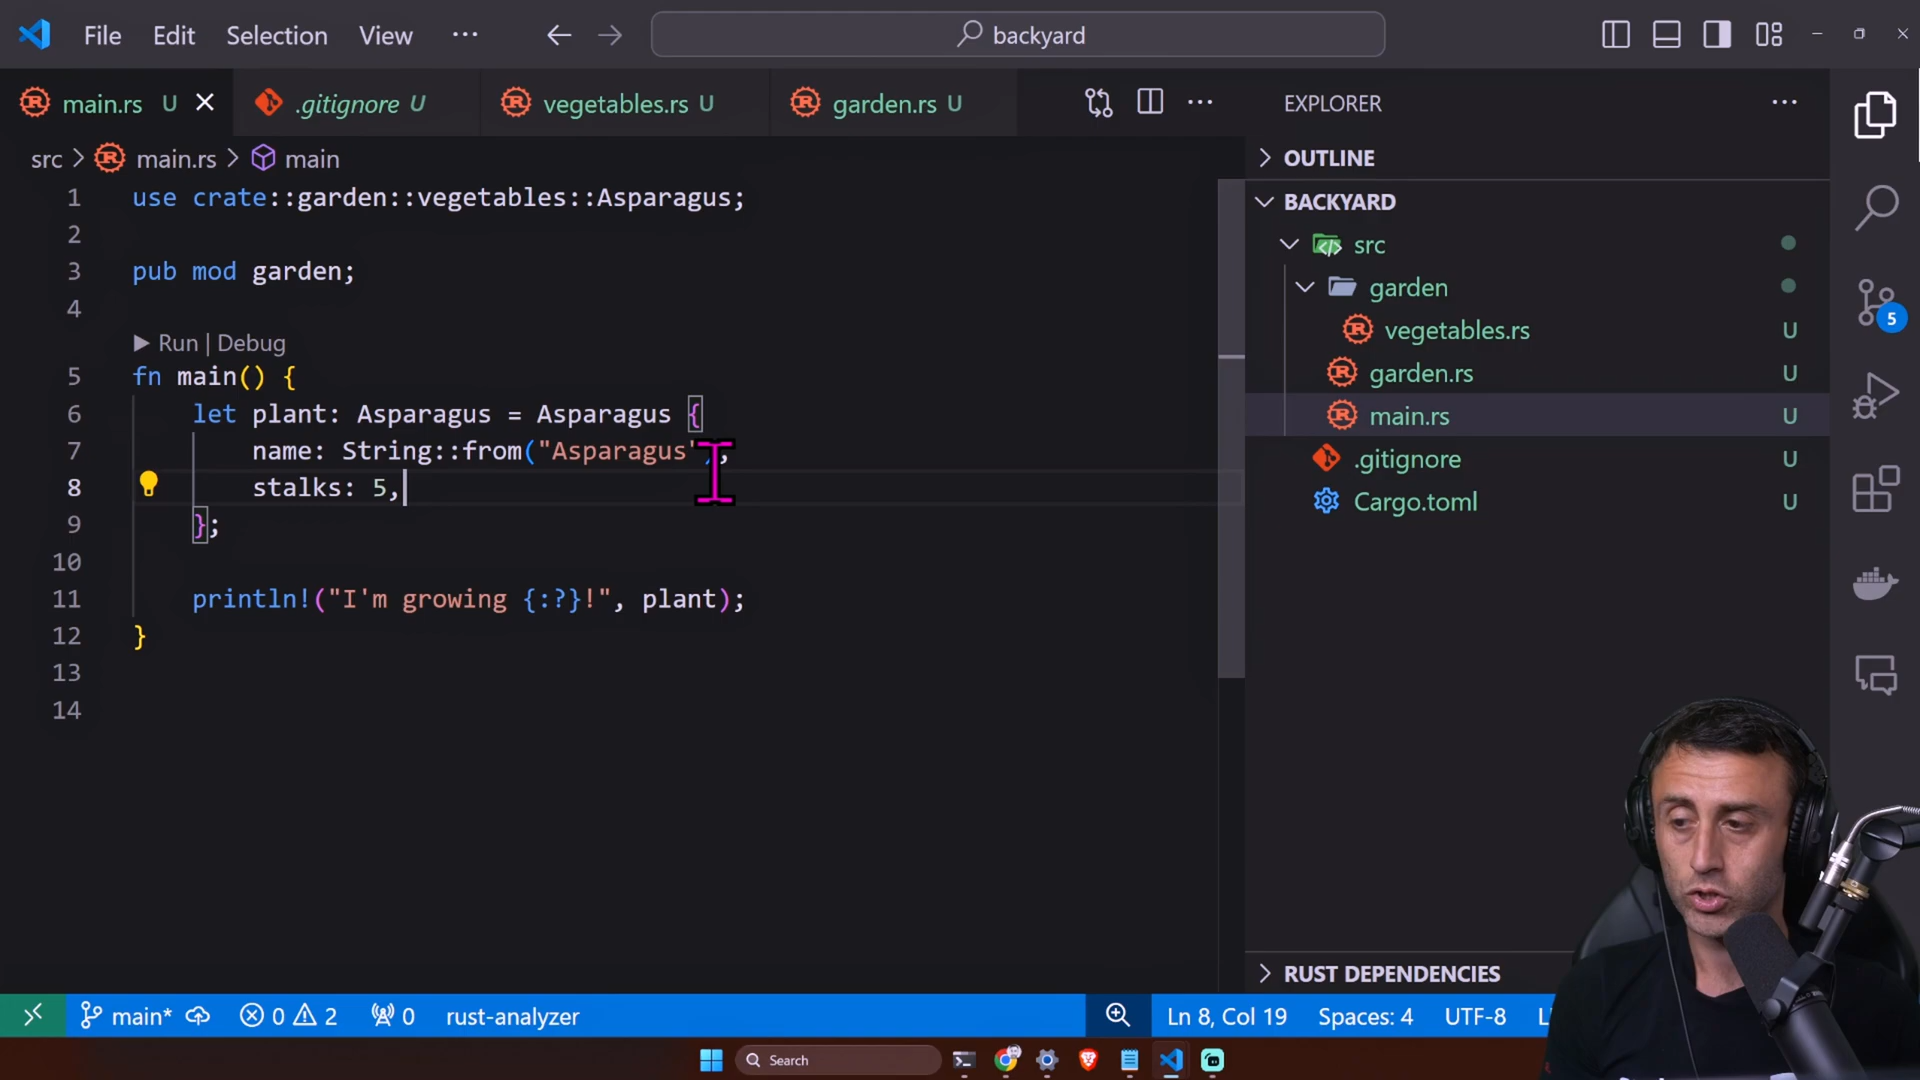 File Edit Selection View ··· backyard
main.rs U .gitignore U vegetables.rs U garden.rs U
EXPLORER
src > main.rs > main
OUTLINE
BACKYARD
src
garden
vegetables.rs U
garden.rs U
main.rs U
.gitignore U
Cargo.toml U
1 use crate::garden::vegetables::Asparagus;
2
3 pub mod garden;
4
Run | Debug
5 fn main() {
6 let plant: Asparagus = Asparagus {
7 name: String::from("Asparagus"),
8 stalks: 5,
9 };
10
11 println!("I'm growing {:?}!", plant);
12 }
13
14
5
RUST DEPENDENCIES
main* 0 2 0 rust-analyzer Ln 8, Col 19 Spaces: 4 UTF-8
Search